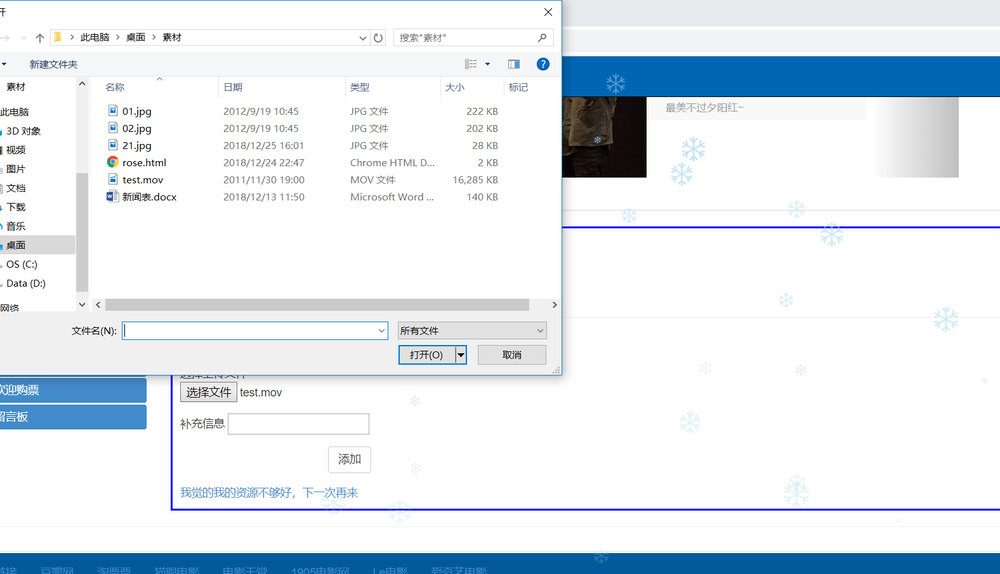 开
此电脑 桌面 素材
搜索"素材"
新建文件夹
素材
此电脑
3D 对象
视频
图片
文档
下载
音乐
桌面
OS (C:)
Data (D:)
网络
名称 日期 类型 大小 标记
01.jpg 2012/9/19 10:45 JPG 文件 222 KB
02.jpg 2012/9/19 10:45 JPG 文件 202 KB
21.jpg 2018/12/25 16:01 JPG 文件 28 KB
rose.html 2018/12/24 22:47 Chrome HTML D... 2 KB
test.mov 2011/11/30 19:00 MOV 文件 16,285 KB
新闻表.docx 2018/12/13 11:50 Microsoft Word ... 140 KB
文件名(N):
所有文件
打开(O) 取消
最美不过夕阳红~
欢迎购票
留言板
选择上传文件
选择文件 test.mov
补充信息
添加
我觉的我的资源不够好，下一次再来
链接 豆瓣网 淘票票 猫眼电影 电影天堂 1905电影网 Le电影 爱奇艺电影